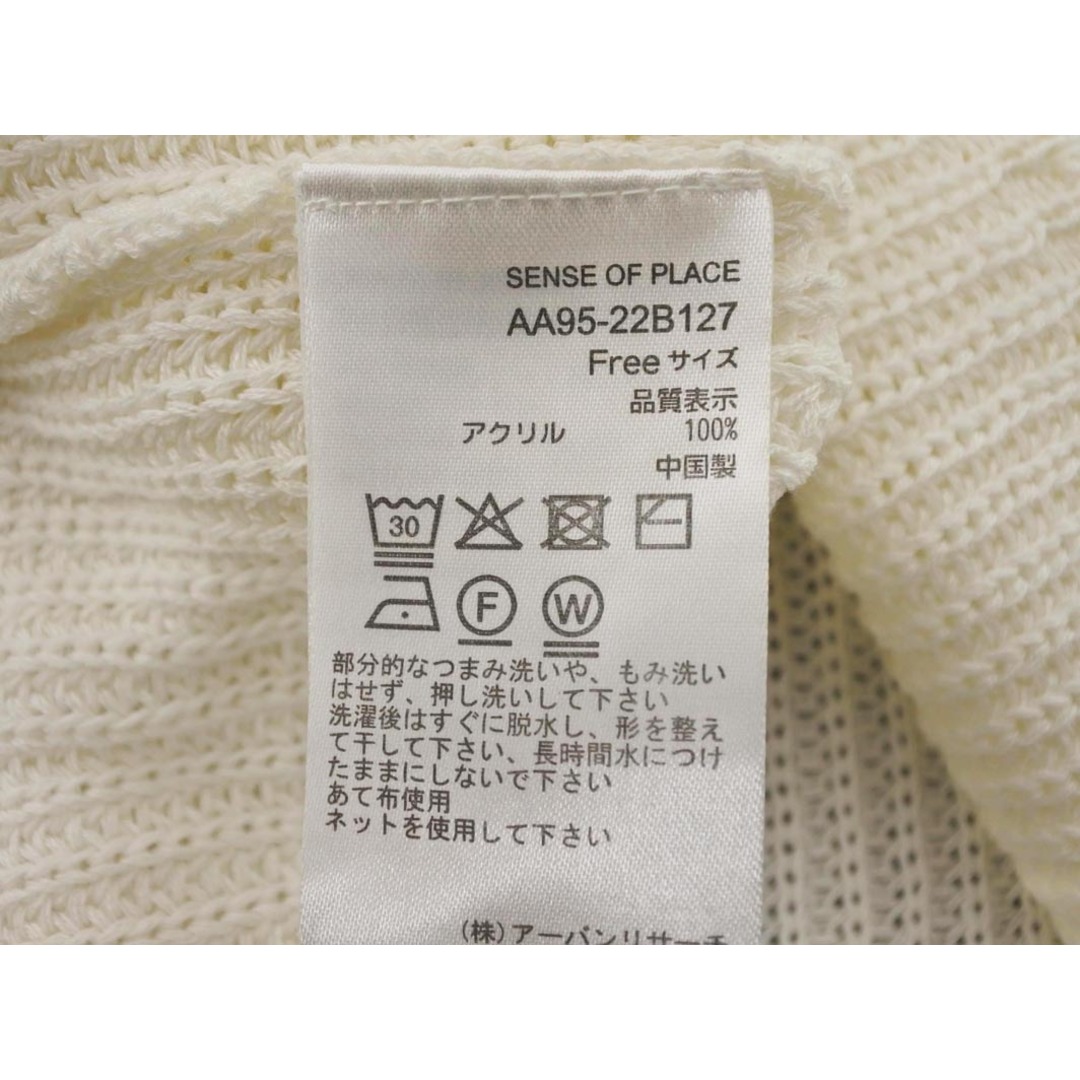 SENSE OF PLACE
AA95-22B127
Free サイズ
品質表示
アクリル 100%
中国製
30
F W
部分的なつまみ洗いや、もみ洗い
はせず、押し洗いして下さい
洗濯後はすぐに脱水し、形を整え
て干して下さい、長時間水につけ
たままにしないで下さい
あて布使用
ネットを使用して下さい
(株)アーバンリサーチ